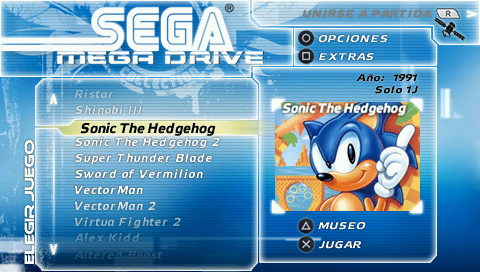 SEGA®
MEGA DRIVE
COLLECTION
UNIRSE A PARTIDA R
OPCIONES
EXTRAS
Año: 1991
Solo 1J
Sonic The Hedgehog
ELEGIR JUEGO
Ristar
Shinobi III
Sonic The Hedgehog
Sonic The Hedgehog 2
Super Thunder Blade
Sword of Vermilion
VectorMan
VectorMan 2
Virtua Fighter 2
Alex Kidd
Altered Beast
MUSEO
JUGAR